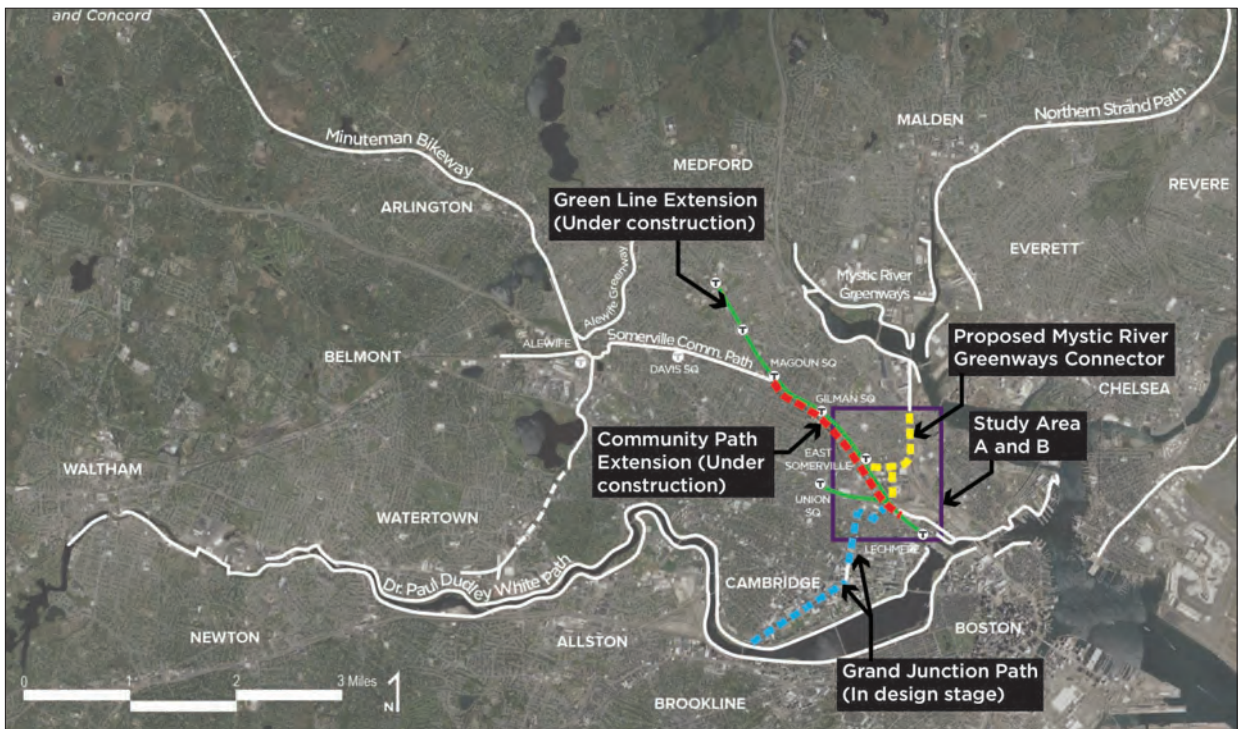 and Concord
Minuteman Bikeway
ARLINGTON
MEDFORD
MALDEN
Northern Strand Path
REVERE
EVERETT
Green Line Extension
(Under construction)
Alewife Greenway
Mystic River
Greenways
Proposed Mystic River
Greenways Connector
CHELSEA
BELMONT
ALEWIFE
T
Somerville Comm. Path
DAVIS SQ
T
T
T
MAGOUN SQ
T
GILMAN SQ
T
Study Area
A and B
Community Path
Extension (Under
construction)
EAST
SOMERVILLE
T
UNION
SQ
T
LECHMERE
T
WALTHAM
WATERTOWN
Dr. Paul Dudley White Path
CAMBRIDGE
NEWTON
ALLSTON
BOSTON
Grand Junction Path
(In design stage)
BROOKLINE
0 1 2 3 Miles
N